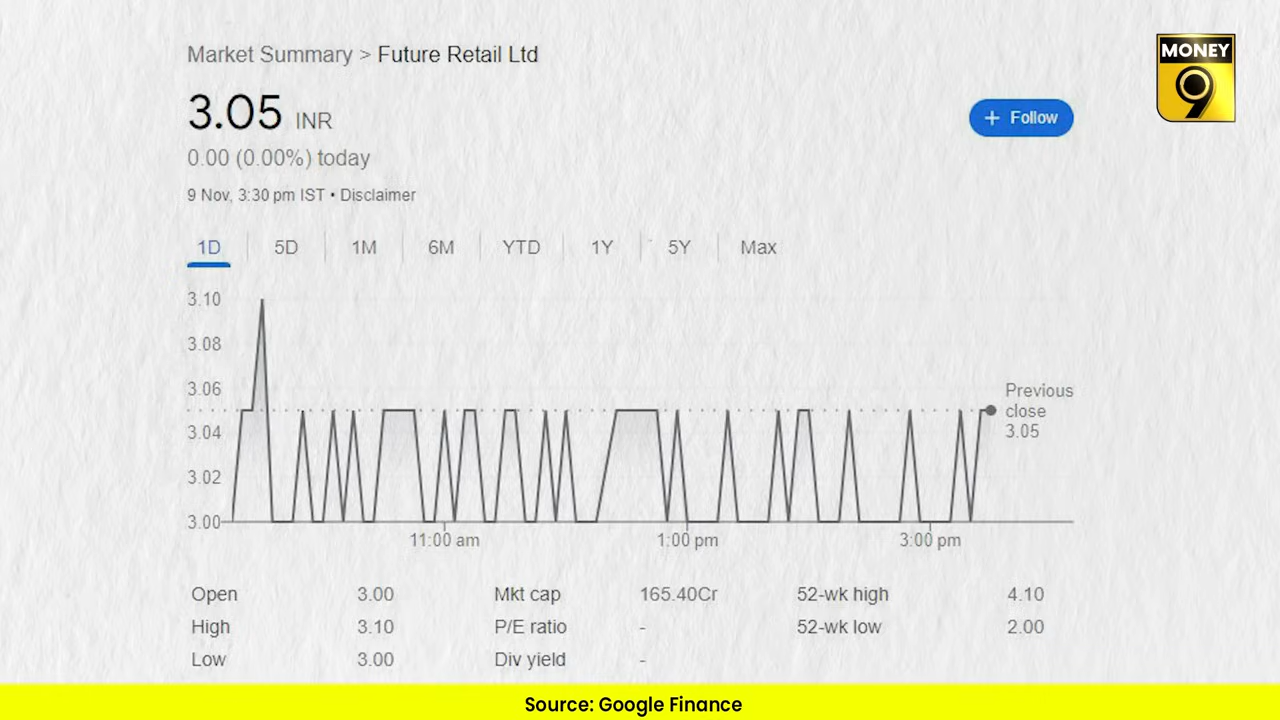 MONEY
9
Market Summary > Future Retail Ltd
3.05 INR
+ Follow
0.00 (0.00%) today
9 Nov, 3:30 pm IST • Disclaimer
1D 5D 1M 6M YTD 1Y 5Y Max
3.10
3.08
3.06
3.04
3.02
3.00
Previous
close
3.05
11:00 am 1:00 pm 3:00 pm
Open 3.00 Mkt cap 165.40Cr 52-wk high 4.10
High 3.10 P/E ratio - 52-wk low 2.00
Low 3.00 Div yield -
Source: Google Finance